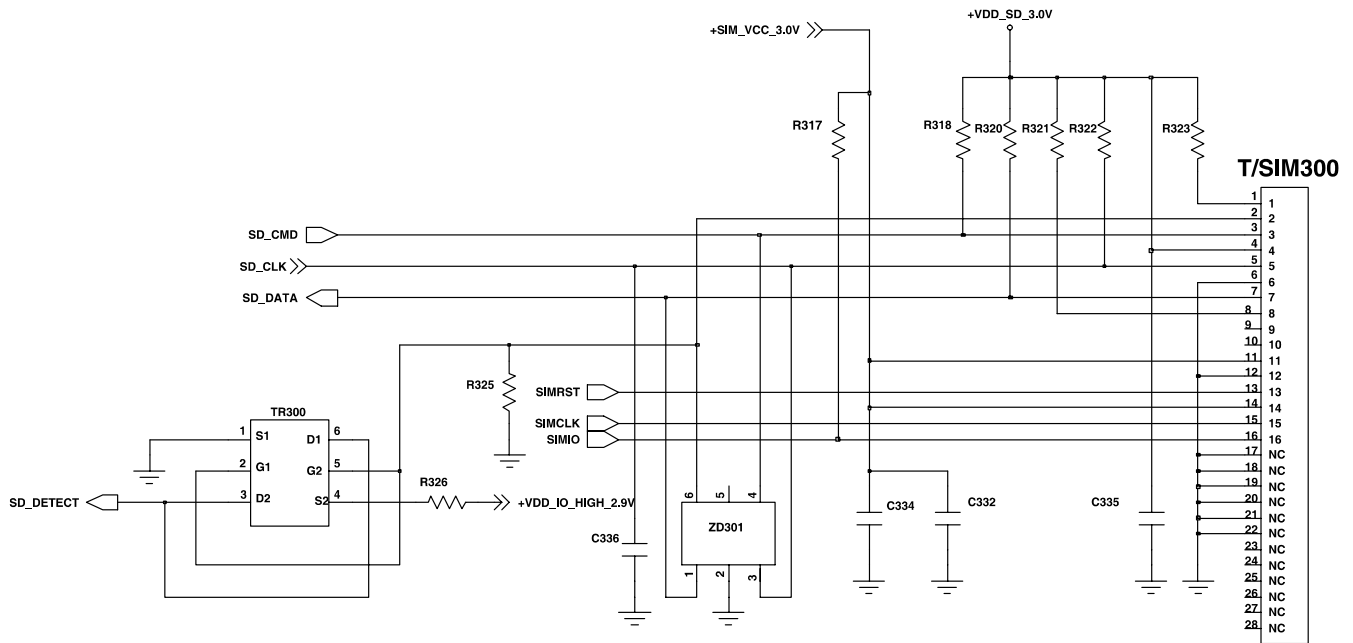 +VDD_SD_3.0V
+SIM_VCC_3.0V
R317
R318
R320
R321
R322
R323
T/SIM300
1 1
2 2
SD_CMD
3 3
4 4
SD_CLK
5 5
6 6
SD_DATA
7 7
8 8
9 9
10 10
11 11
R325
12 12
SIMRST
13 13
14 14
SIMCLK
15 15
SIMIO
16 16
17 NC
18 NC
19 NC
20 NC
21 NC
22 NC
23 NC
24 NC
25 NC
26 NC
27 NC
28 NC
TR300
1 S1 D1 6
2 G1 G2 5
3 D2 S2 4
SD_DETECT
R326
+VDD_IO_HIGH_2.9V
C336
6 5 4
ZD301
1 2 3
C334
C332
C335